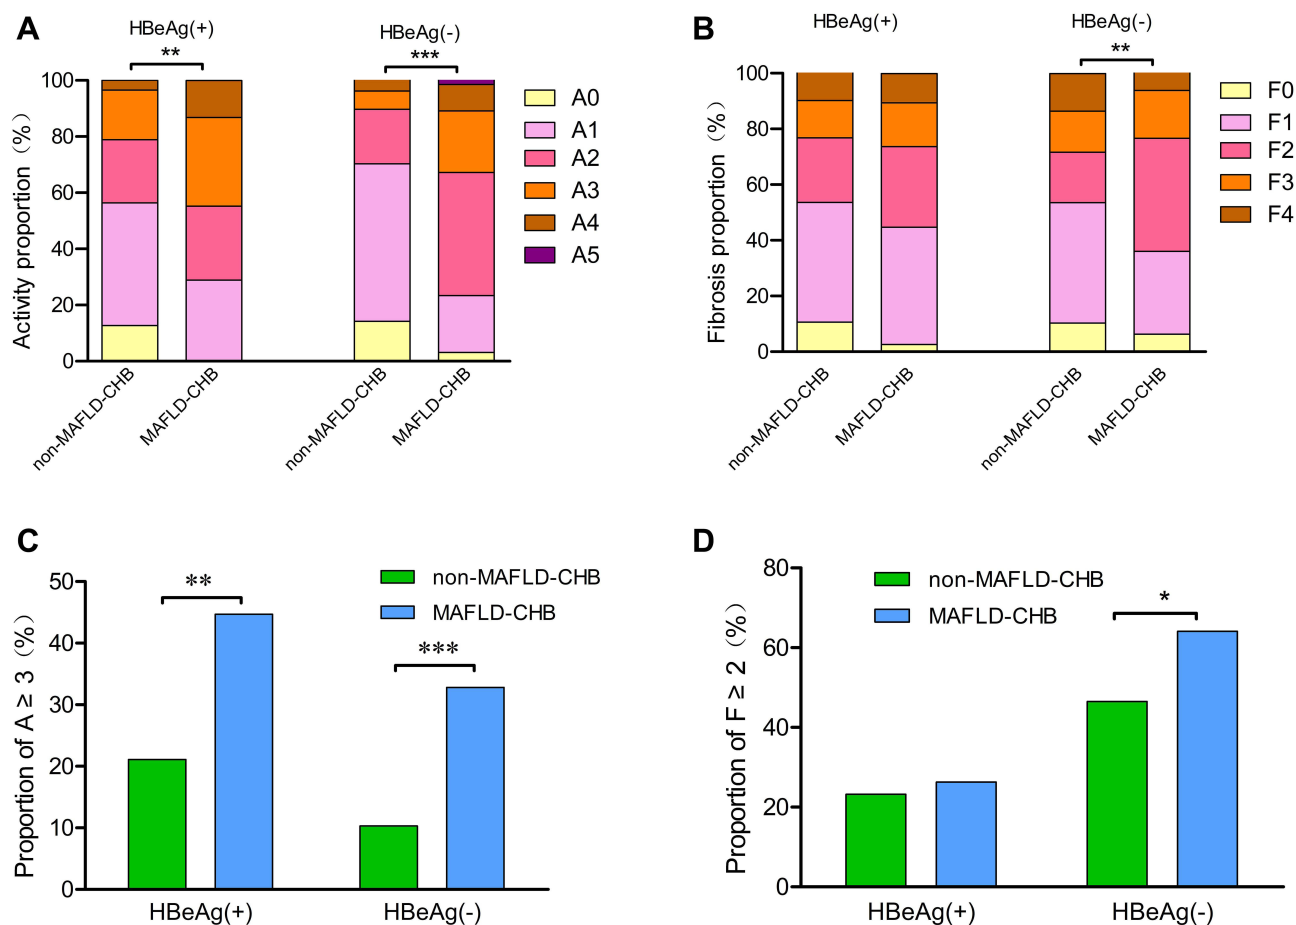 A
HBeAg(+)
HBeAg(-)
**
***
Activity proportion（%）
100
80
60
40
20
0
non-MAFLD-CHB
MAFLD-CHB
non-MAFLD-CHB
MAFLD-CHB
A0
A1
A2
A3
A4
A5
B
HBeAg(+)
HBeAg(-)
**
Fibrosis proportion（%）
100
80
60
40
20
0
non-MAFLD-CHB
MAFLD-CHB
non-MAFLD-CHB
MAFLD-CHB
F0
F1
F2
F3
F4
C
Proportion of A ≥ 3（%）
50
40
30
20
10
0
**
***
non-MAFLD-CHB
MAFLD-CHB
HBeAg(+)
HBeAg(-)
D
Proportion of F ≥ 2（%）
80
60
40
20
0
non-MAFLD-CHB
MAFLD-CHB
*
HBeAg(+)
HBeAg(-)